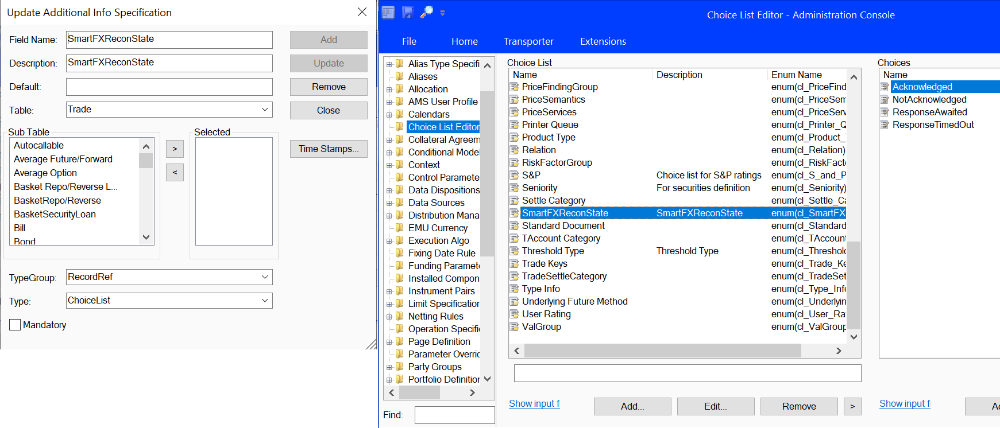 Update Additional Info Specification
Field Name:
SmartFXReconState
Add
Description:
SmartFXReconState
Update
Default:
Remove
Table:
Trade
Close
Sub Table
Selected
Autocallable
Average Future/Forward
Average Option
Basket Repo/Reverse L...
BasketRepo/Reverse
BasketSecurityLoan
Bill
Bond
>
<
Time Stamps...
TypeGroup:
RecordRef
Type:
ChoiceList
Mandatory
Choice List Editor - Administration Console
File
Home
Transporter
Extensions
Alias Type Specifi
Aliases
Allocation
AMS User Profile
Calendars
Choice List Editor
Collateral Agreem
Conditional Model
Context
Control Paramete
Data Dispositions
Data Sources
Distribution Mana
EMU Currency
Execution Algo
Fixing Date Rule
Funding Paramete
Installed Compon
Instrument Pairs
Limit Specification
Netting Rules
Operation Specifi
Page Definition
Parameter Overric
Party Groups
Portfolio Definition
Find:
Choice List
Name Description Enum Name
PriceFindingGroup enum(cl_PriceFind
PriceSemantics enum(cl_PriceSem
PriceServices enum(cl_PriceServ
Printer Queue enum(cl_Printer_Q
Product Type enum(cl_Product_
Relation enum(cl_Relation)
RiskFactorGroup enum(cl_RiskFact
S&P Choice list for S&P ratings enum(cl_S_and_P
Seniority For securities definition enum(cl_Seniority)
Settle Category enum(cl_Settle_Ca
SmartFXReconState SmartFXReconState enum(cl_SmartFX
Standard Document enum(cl_Standard
TAccount Category enum(cl_TAccount
Threshold Type Threshold Type enum(cl_Threshold
Trade Keys enum(cl_Trade_Ke
TradeSettleCategory enum(cl_TradeSet
Type Info enum(cl_Type_Info
Underlying Future Method enum(cl_Underlyin
User Rating enum(cl_User_Ra
ValGroup enum(cl_ValGroup
Show input f
Add...
Edit...
Remove
>
Choices
Name
Acknowledged
NotAcknowledged
ResponseAwaited
ResponseTimedOut
Show input f
Ad